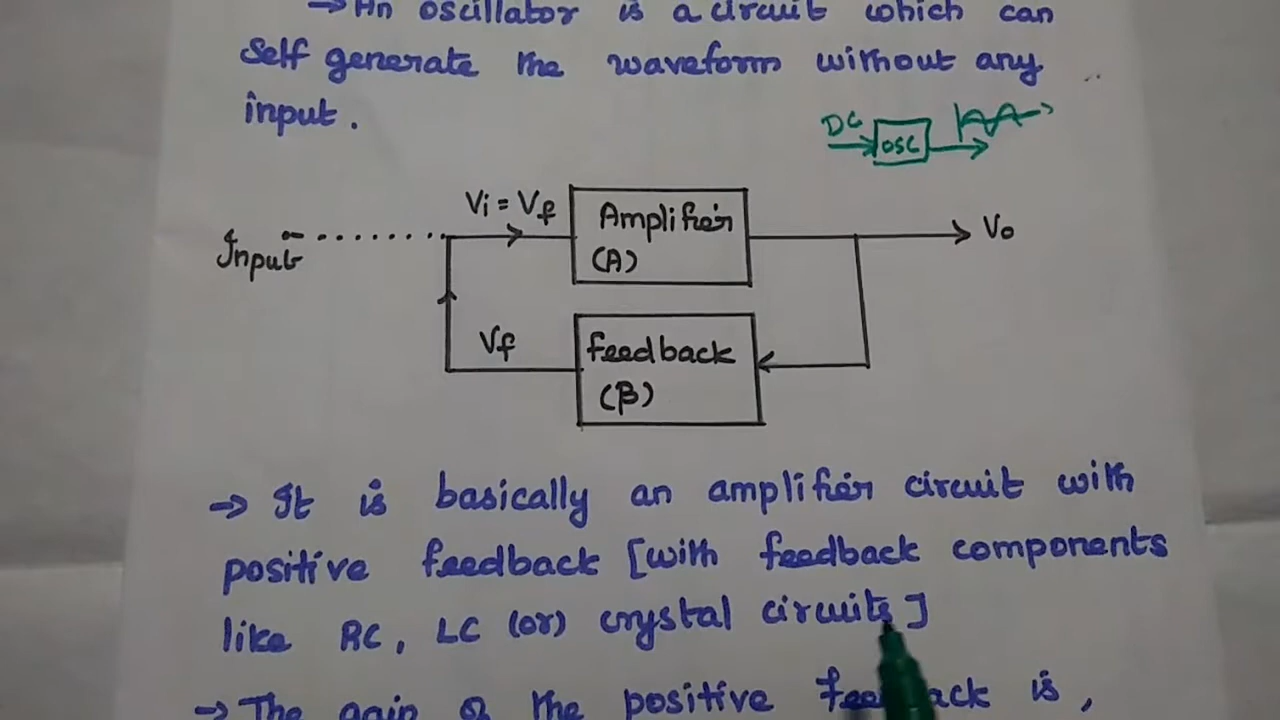 → An oscillator is a circuit which can
Self generate the waveform without any
input.
DC
OSC
Vi = Vf
Amplifier
(A)
Vo
Input
Vf
feedback
(β)
→ It is basically an amplifier circuit with
positive feedback [with feedback components
like RC, LC (or) crystal circuits]
→ The gain of the positive feedback is,